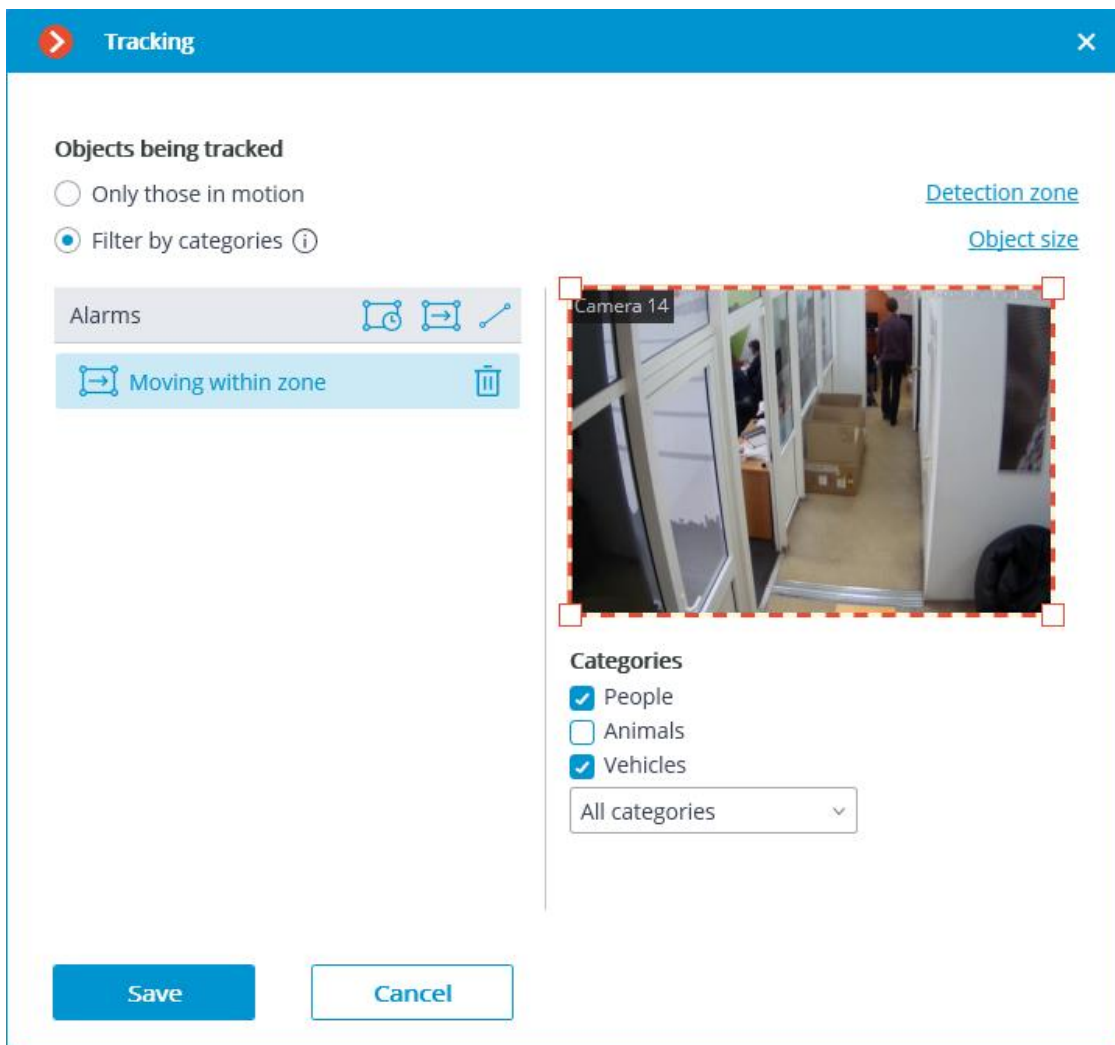 Tracking
Objects being tracked
Only those in motion
Detection zone
Filter by categories
Object size
Alarms
Moving within zone
Camera 14
Categories
People
Animals
Vehicles
All categories
Save
Cancel